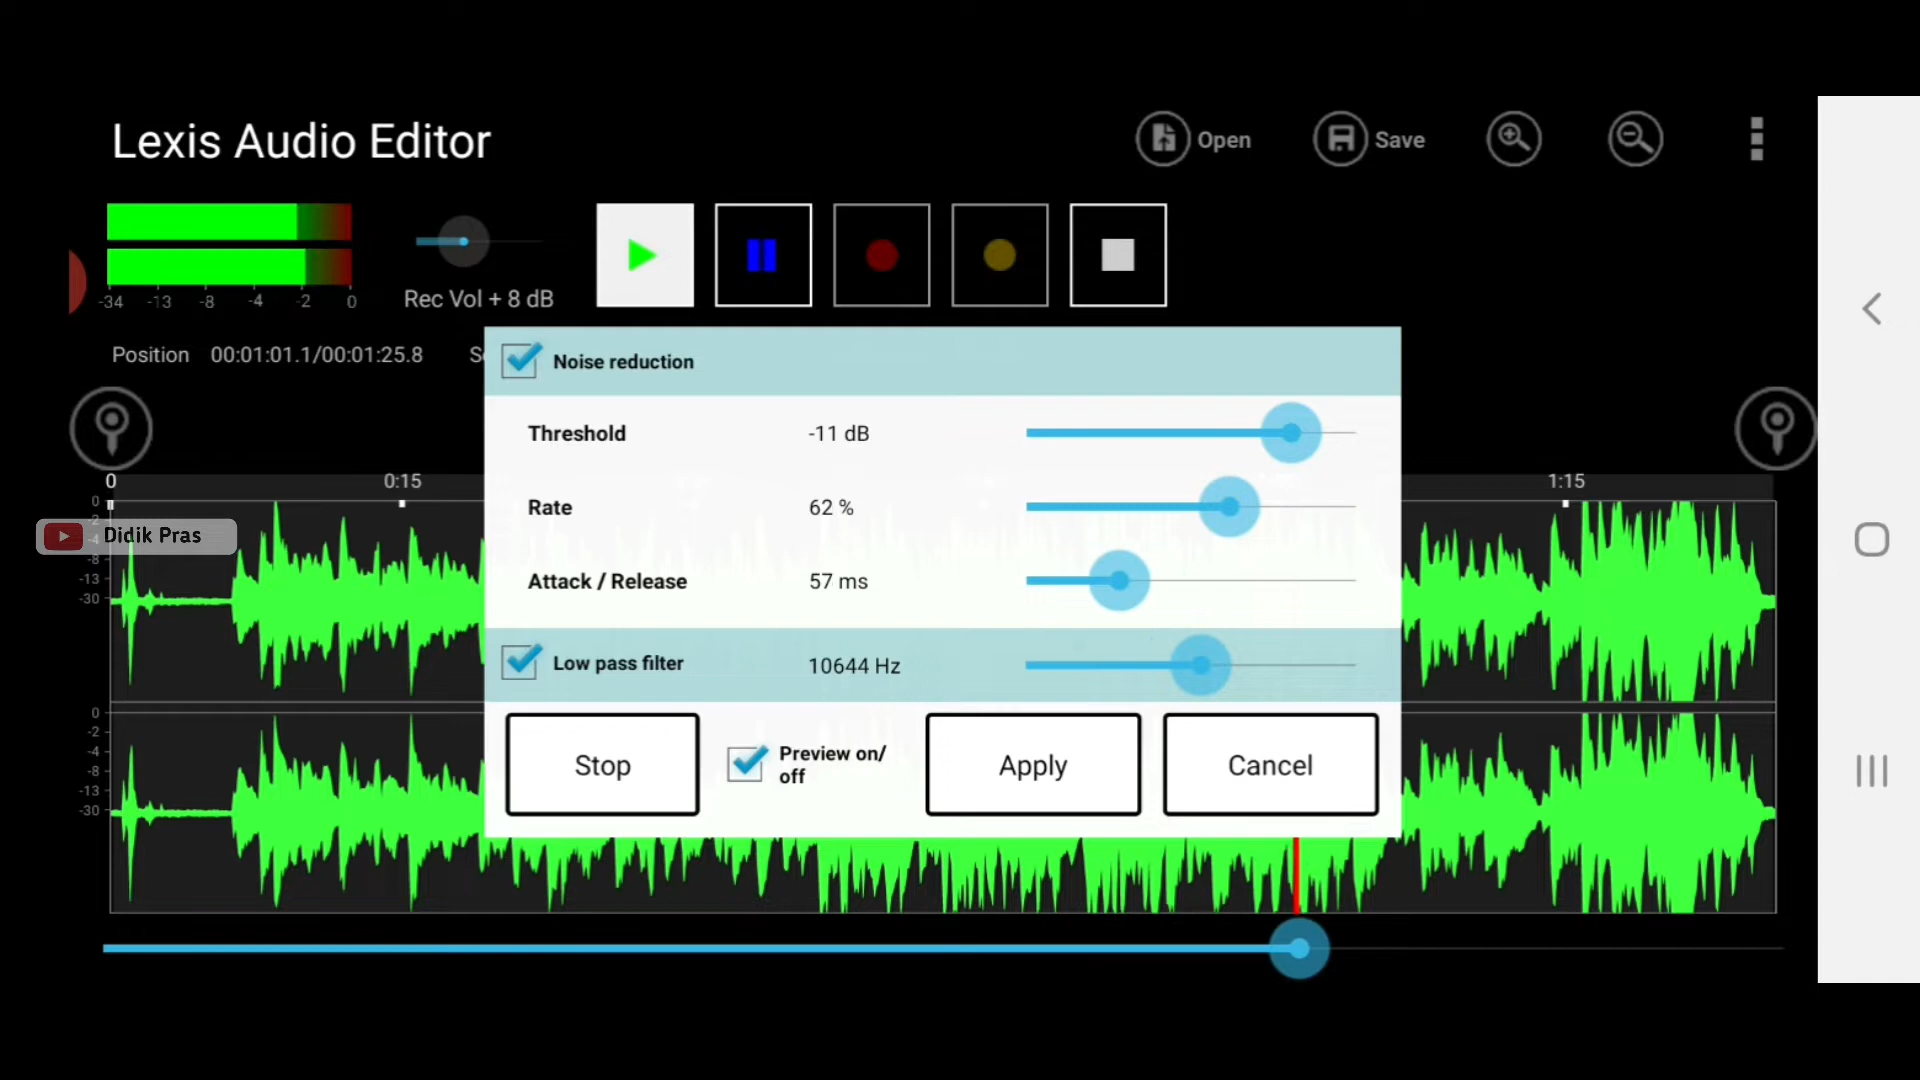 Lexis Audio Editor
Open
Save
-34 -13 -8 -4 -2 0
Rec Vol + 8 dB
Position 00:01:01.1/00:01:25.8
Noise reduction
Threshold -11 dB
Rate 62 %
Attack / Release 57 ms
Low pass filter 10644 Hz
Stop
Preview on/
off
Apply
Cancel
0 0:15 1:15
0
-2
-4
-8
-13
-30
Didik Pras
0
-2
-4
-8
-13
-30